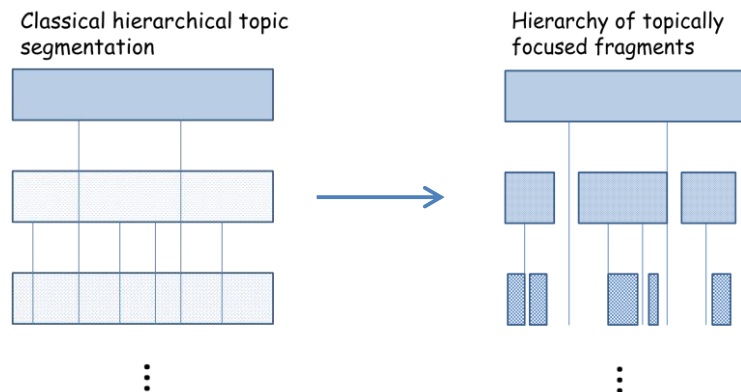 Classical hierarchical topic
segmentation
Hierarchy of topically
focused fragments